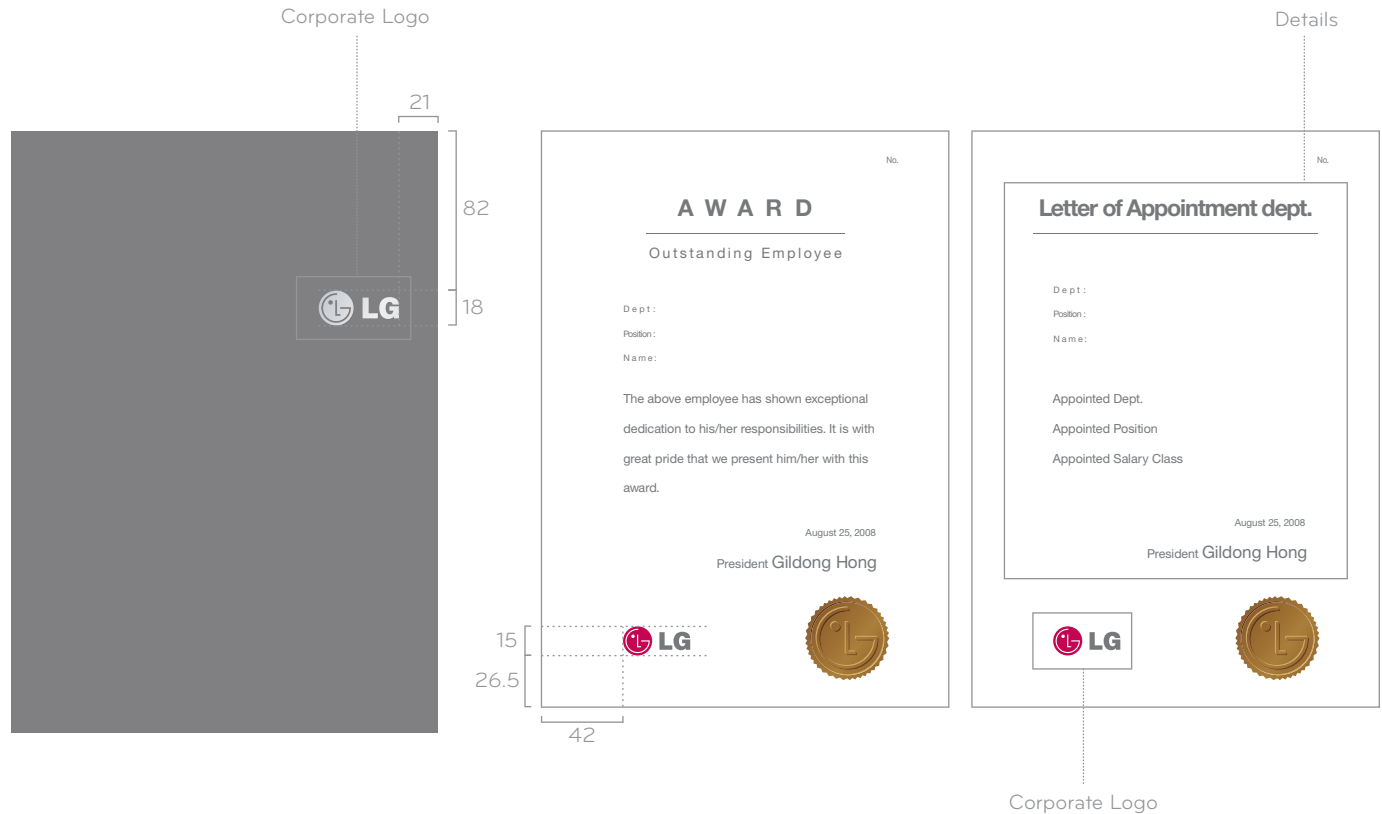 Corporate Logo
21
82
18
LG
No.
AWARD
Outstanding Employee
Dept:
Position:
Name:
The above employee has shown exceptional
dedication to his/her responsibilities. It is with
great pride that we present him/her with this
award.
August 25, 2008
President Gildong Hong
15
26.5
42
LG
Details
No.
Letter of Appointment dept.
Dept:
Position:
Name:
Appointed Dept.
Appointed Position
Appointed Salary Class
August 25, 2008
President Gildong Hong
LG
Corporate Logo